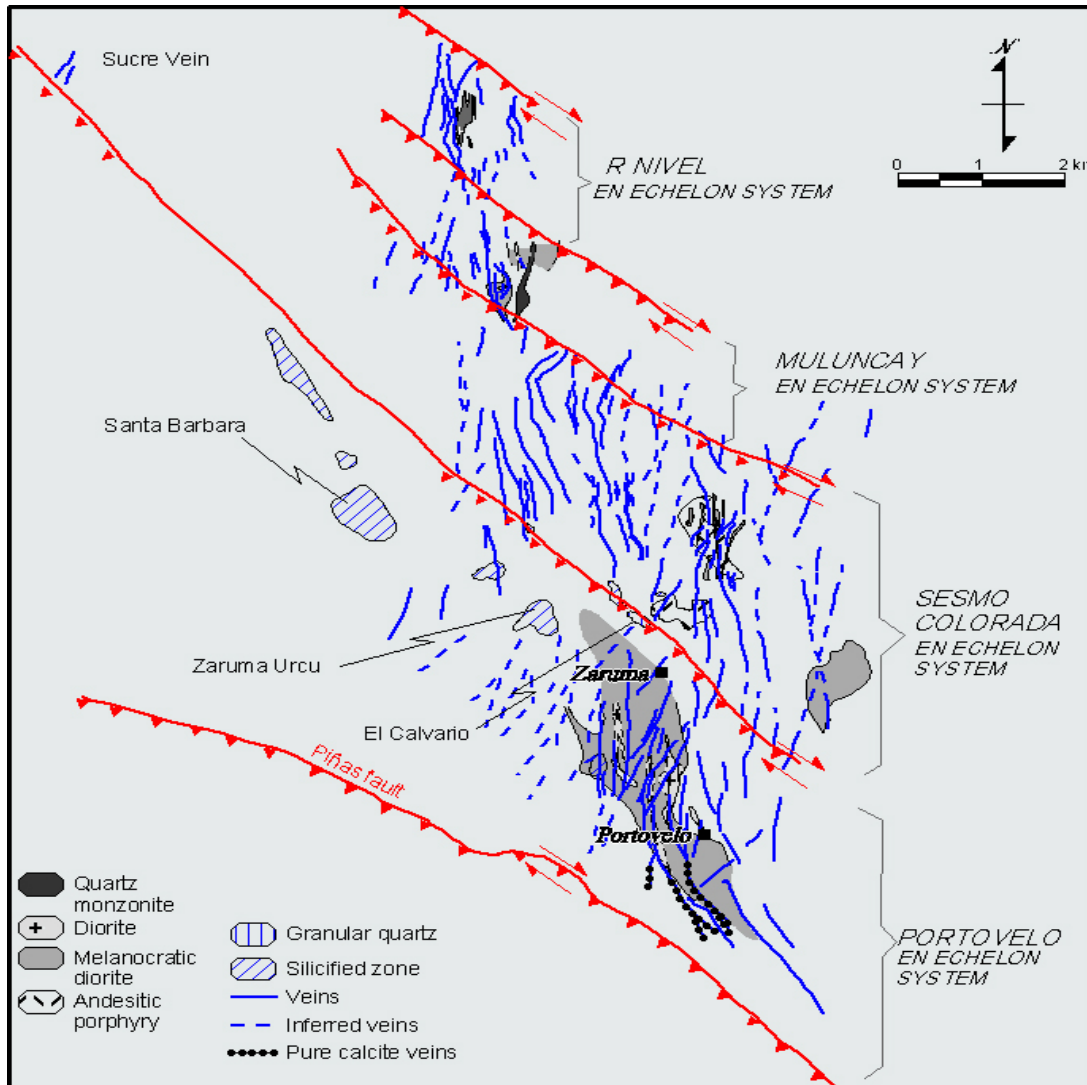 Sucre Vein
N
0 1 2 km
R NIVEL
EN ECHELON SYSTEM
MULUNCAY
EN ECHELON SYSTEM
Santa Barbara
SESMO
COLORADA
EN ECHELON
SYSTEM
Zaruma Urcu
Zaruma
El Calvario
Piñas fault
Portovelo
PORTOVELO
EN ECHELON
SYSTEM
Quartz
monzonite
Diorite
Melanocratic
diorite
Andesitic
porphyry
Granular quartz
Silicified zone
Veins
Inferred veins
Pure calcite veins